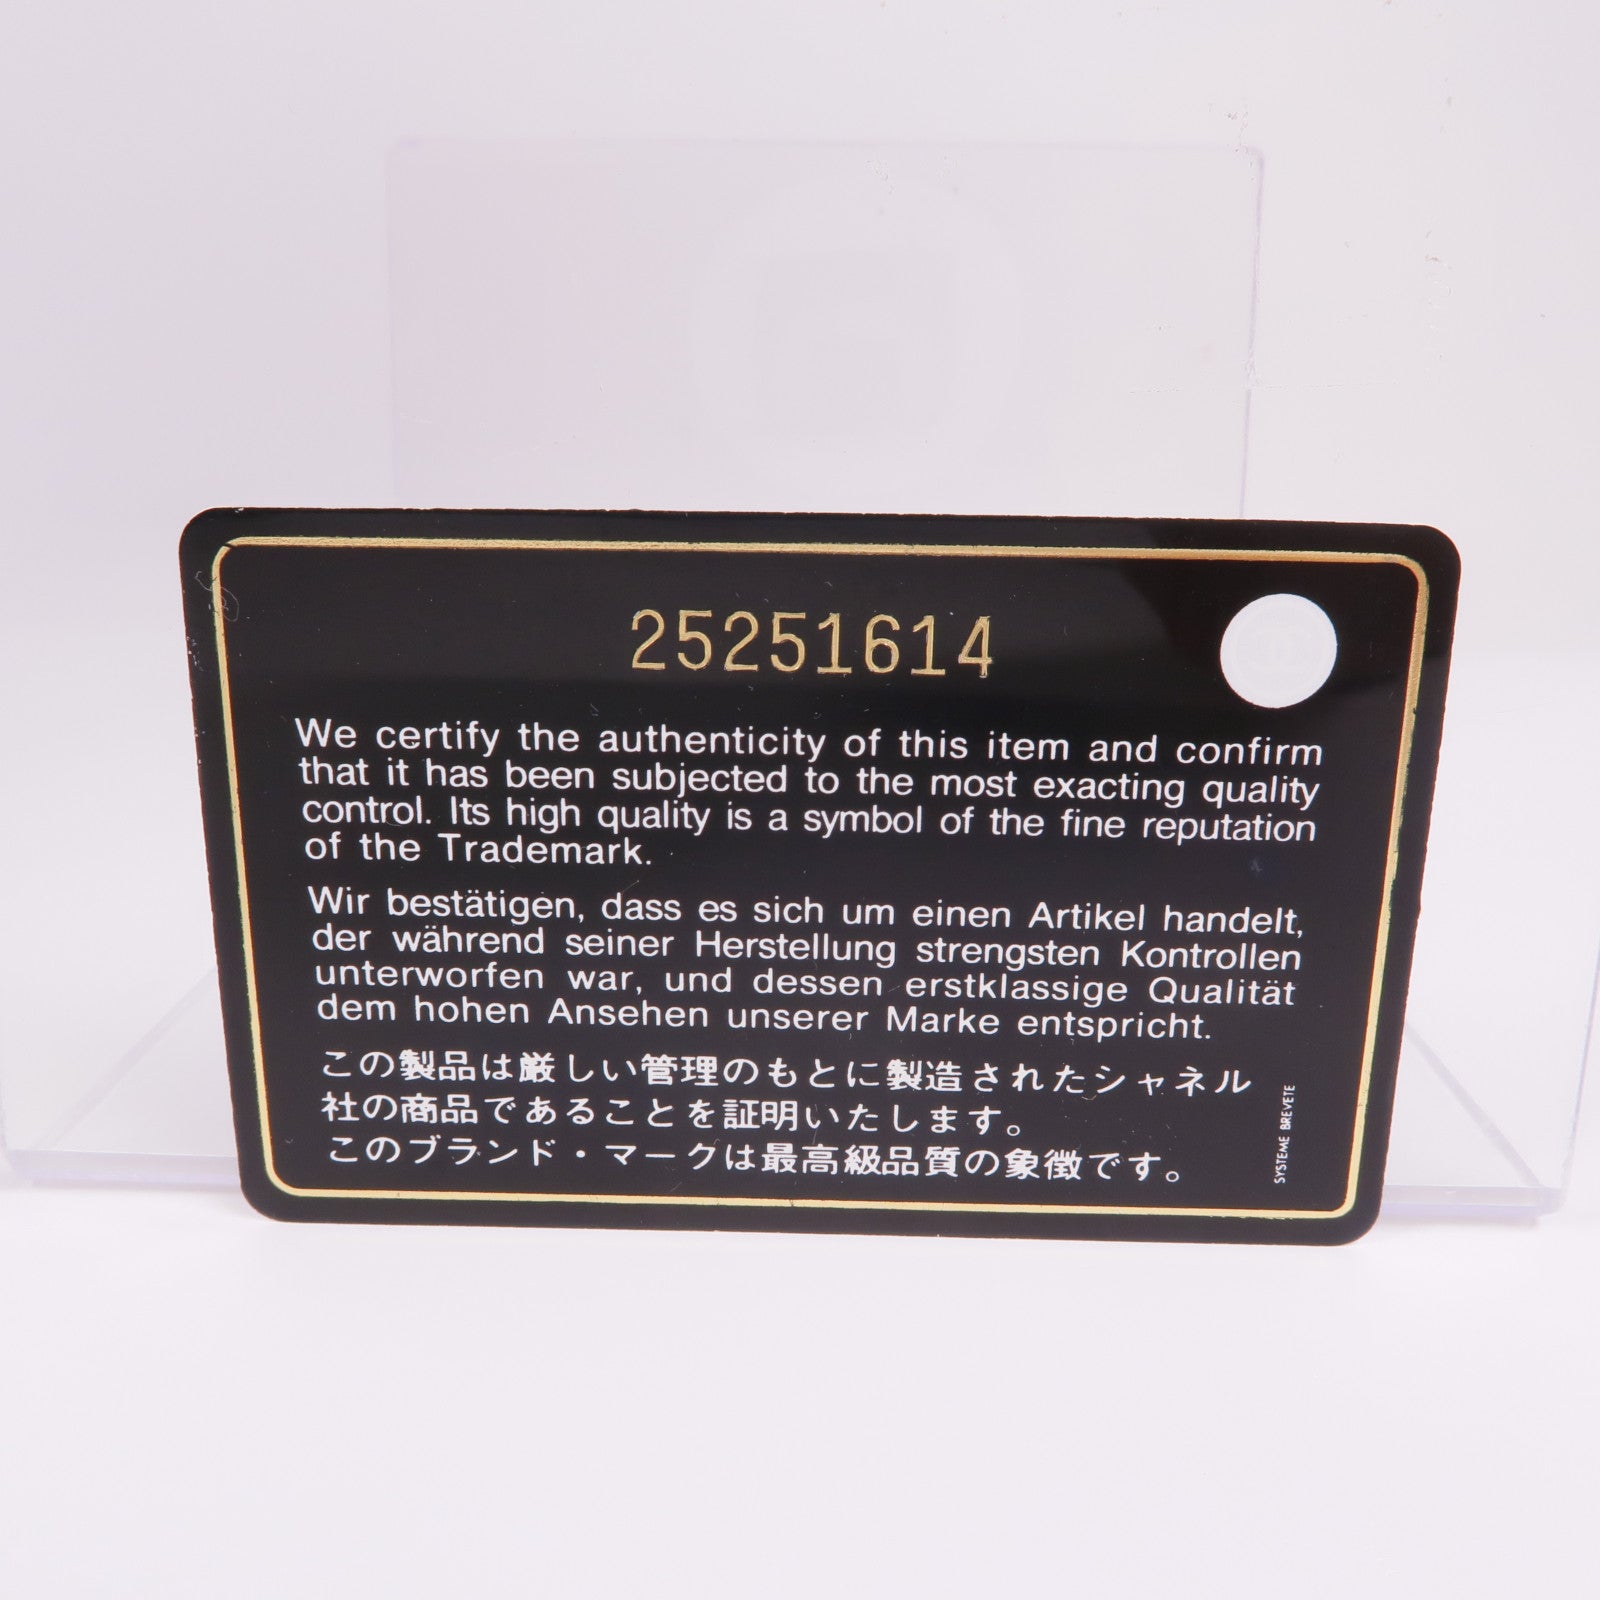 25251614
We certify the authenticity of this item and confirm
that it has been subjected to the most exacting quality
control. Its high quality is a symbol of the fine reputation
of the Trademark.
Wir bestätigen, dass es sich um einen Artikel handelt,
der während seiner Herstellung strengsten Kontrollen
unterworfen war, und dessen erstklassige Qualität
dem hohen Ansehen unserer Marke entspricht.
この製品は厳しい管理のもとに製造されたシャネル
社の商品であることを証明いたします。
このブランド・マークは最高級品質の象徴です。
SYSTEME BREVETE